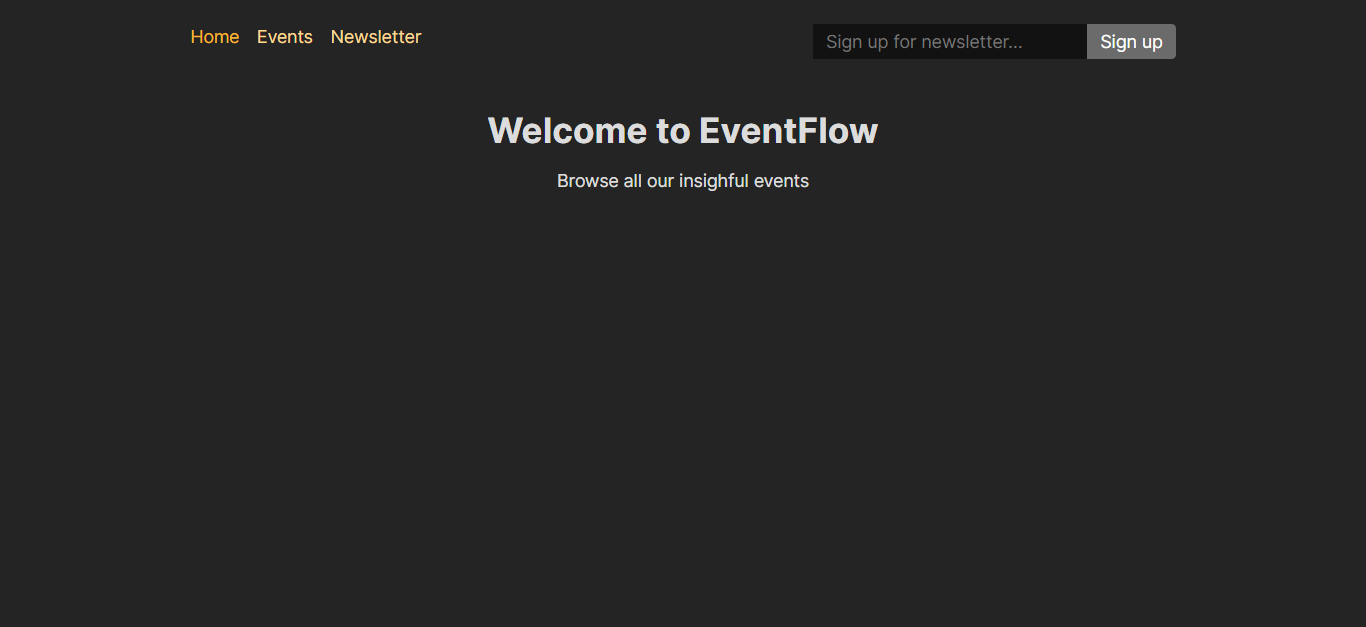 Home Events Newsletter
Sign up for newsletter... Sign up
Welcome to EventFlow
Browse all our insighful events